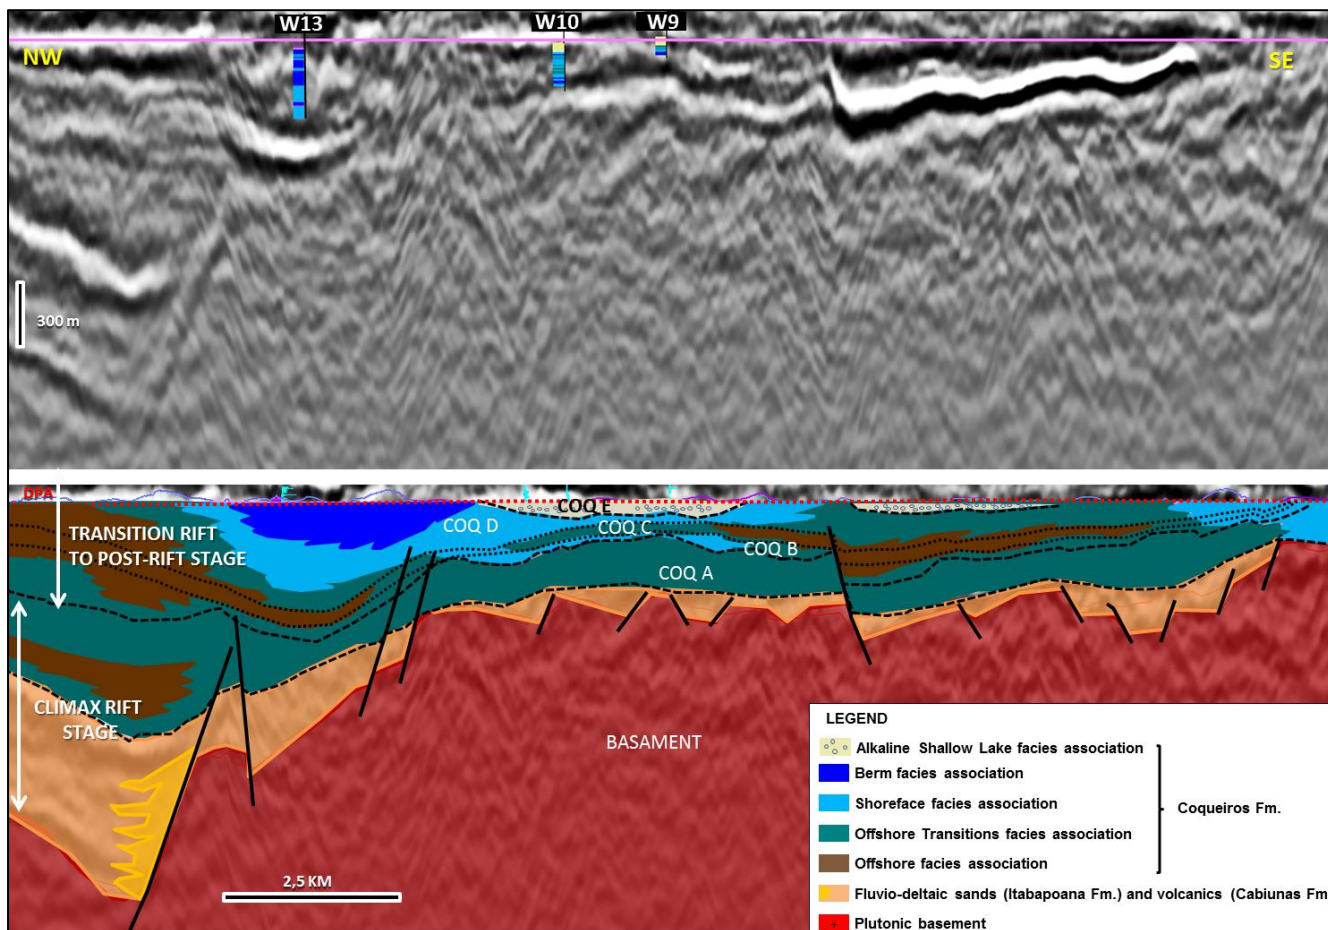 W13
W10
W9
NW
SE
300 m
DPA
COQ E
COQ D
COQ C
TRANSITION RIFT
TO POST-RIFT STAGE
COQ B
COQ A
CLIMAX RIFT
STAGE
BASAMENT
2,5 KM
LEGEND
Alkaline Shallow Lake facies association
Berm facies association
Shoreface facies association
Coqueiros Fm.
Offshore Transitions facies association
Offshore facies association
Fluvio-deltaic sands (Itabapoana Fm.) and volcanics (Cabiunas Fm
Plutonic basement